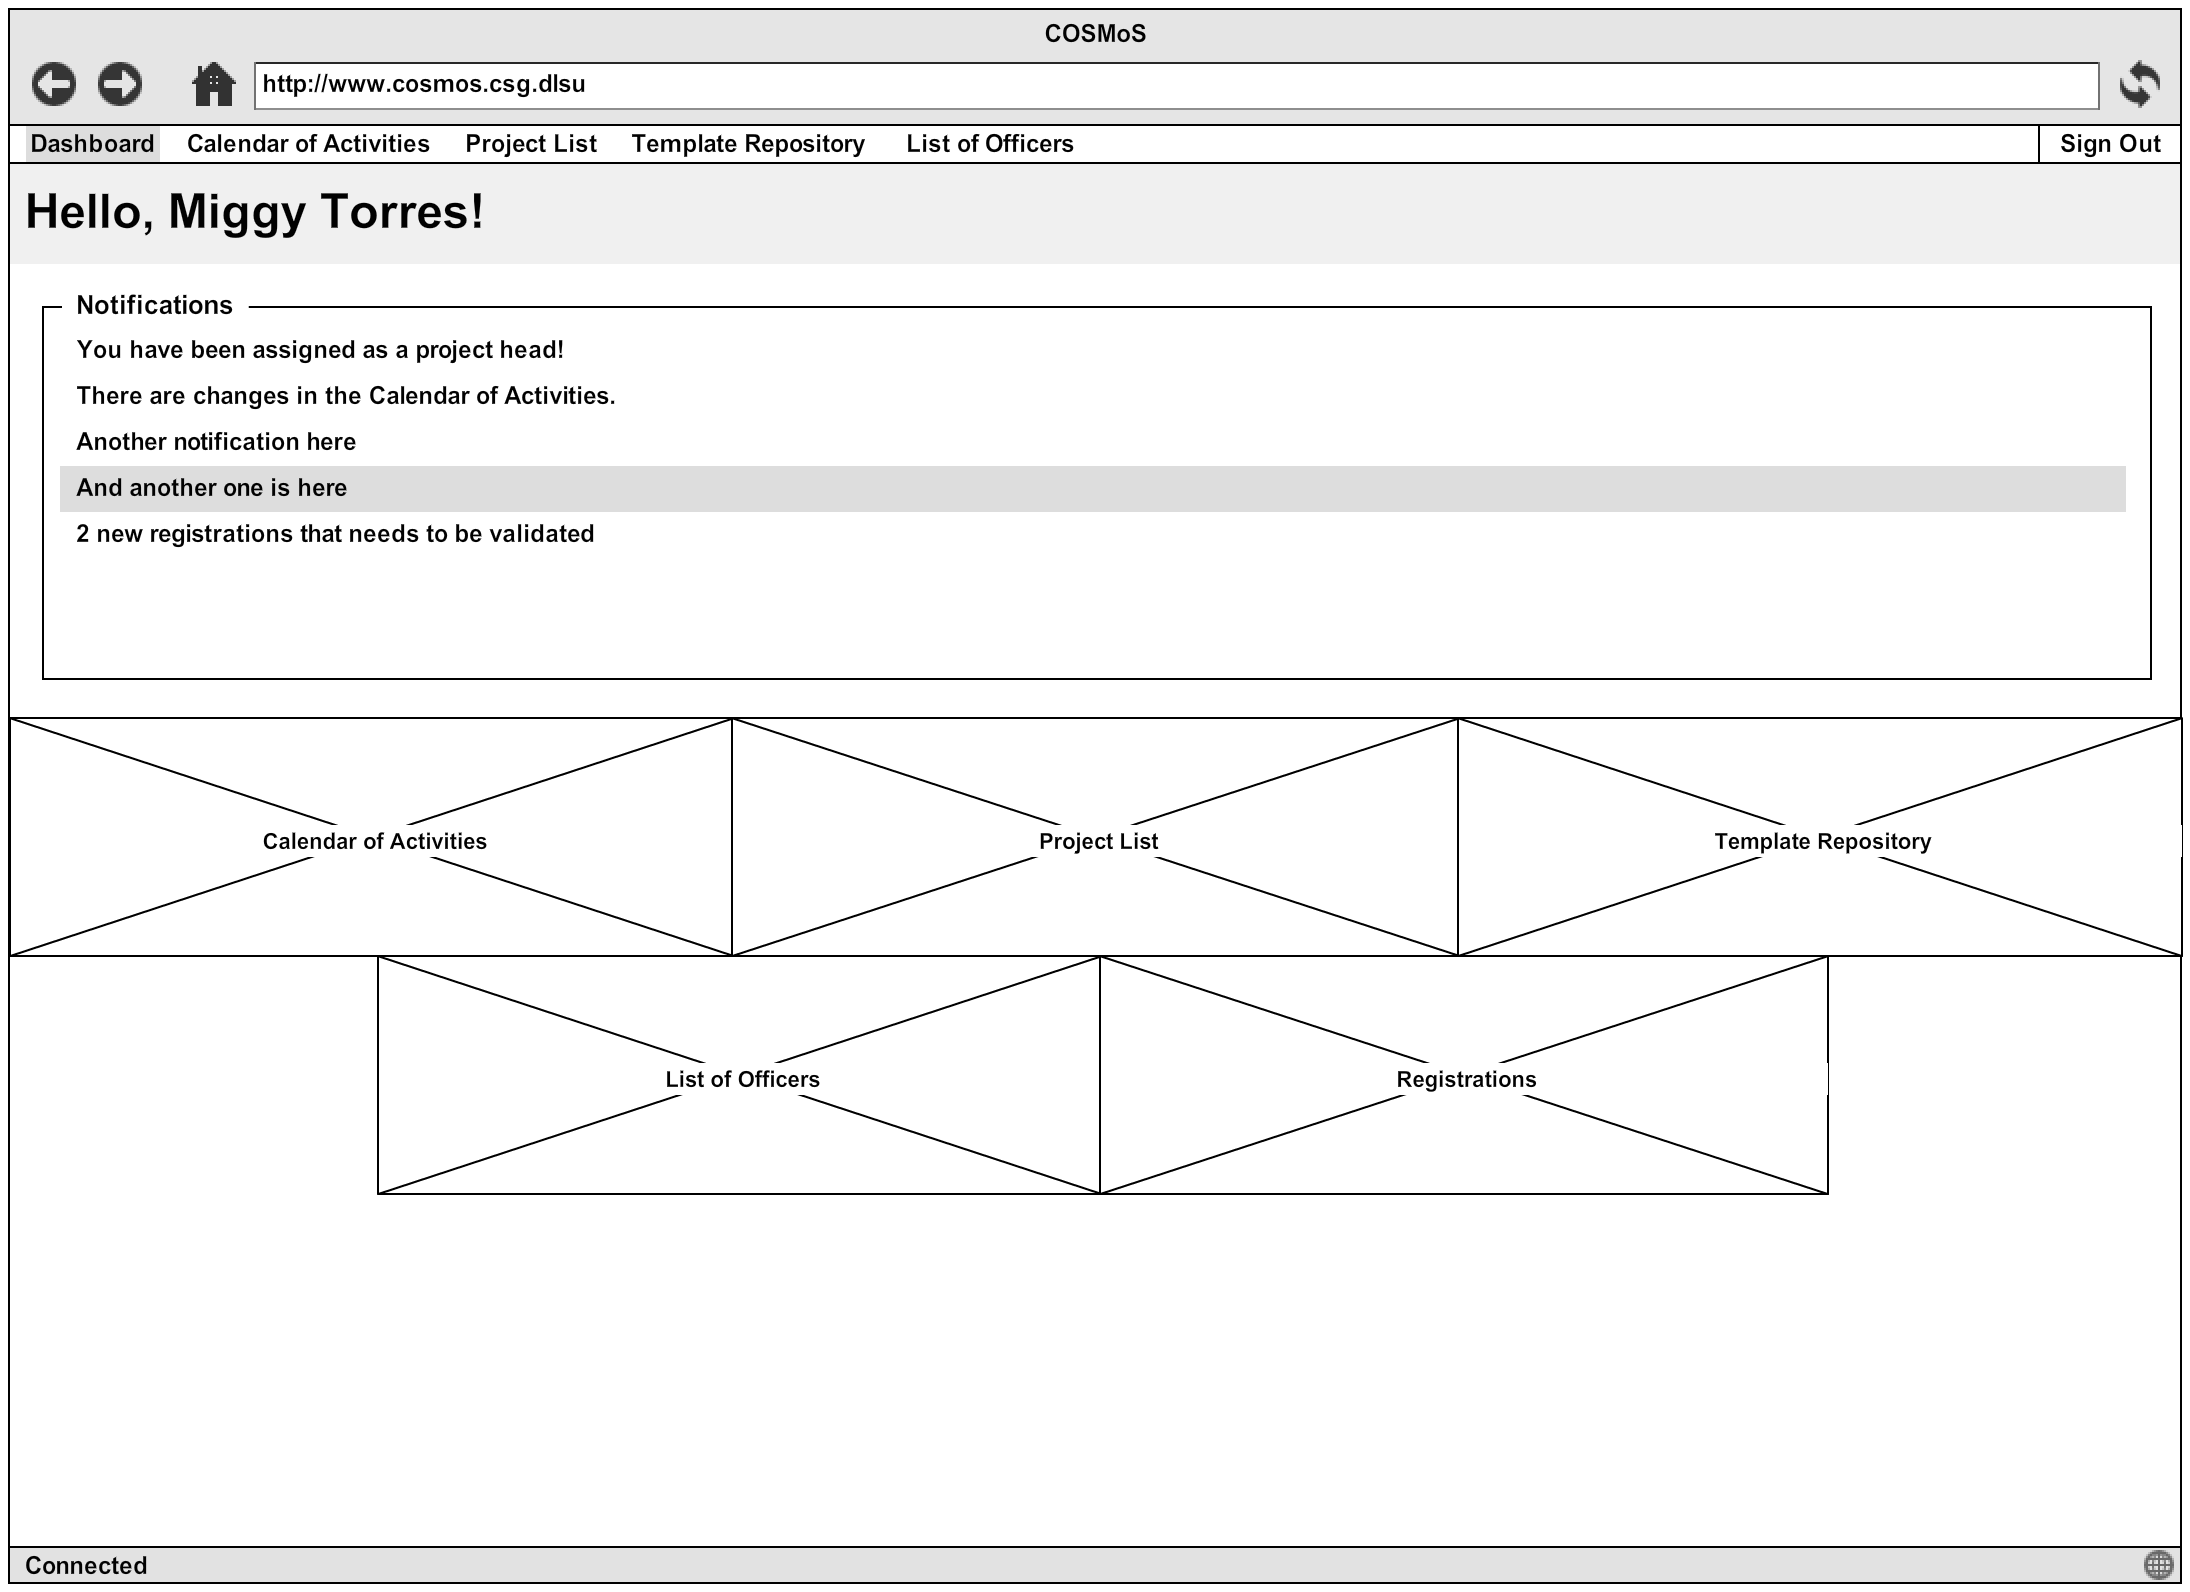 COSMoS
http://www.cosmos.csg.dlsu
Dashboard Calendar of Activities Project List Template Repository List of Officers Sign Out
Hello, Miggy Torres!
Notifications
You have been assigned as a project head!
There are changes in the Calendar of Activities.
Another notification here
And another one is here
2 new registrations that needs to be validated
Calendar of Activities Project List Template Repository
List of Officers Registrations
Connected